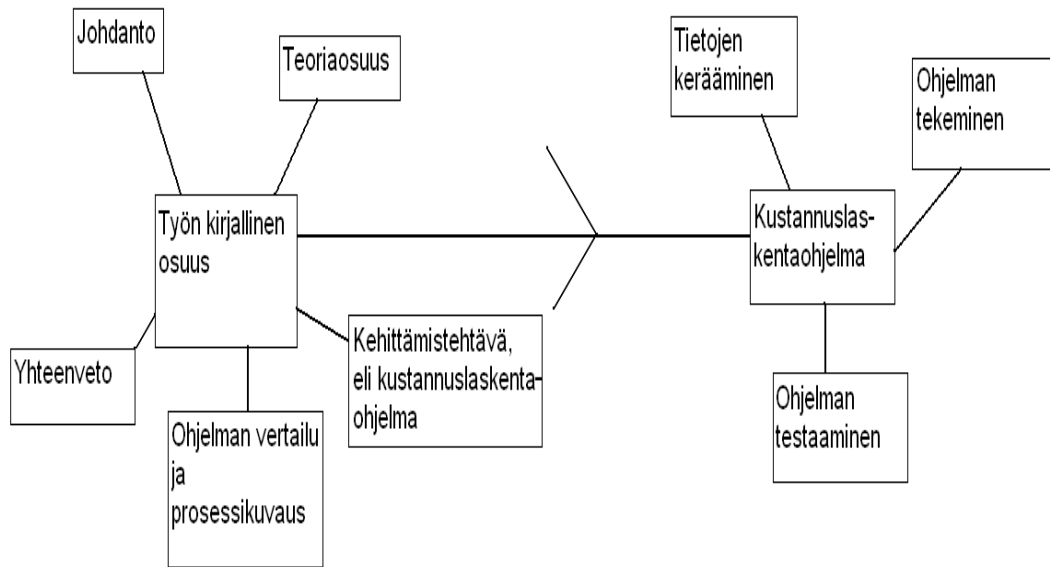 Johdanto
Teoriaosuus
Tietojen
kerääminen
Ohjelman
tekeminen
Työn kirjallinen
osuus
Kustannuslas-
kentaohjelma
Yhteenveto
Kehittämistehtävä,
eli kustannuslaskenta-
ohjelma
Ohjelman vertailu
ja
prosessikuvaus
Ohjelman
testaaminen